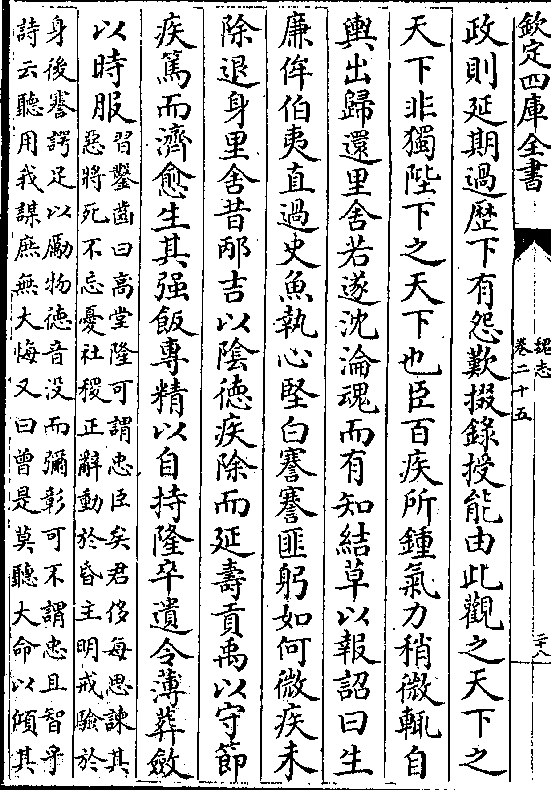 欽定四庫全書
魏志
卷二十五
二十八
政則延期過歴下有怨歎掇錄授能由此觀之天下之
天下非獨陛下之天下也臣百疾所鍾氣力稍微輒自
輿出歸還里舍若遂沈淪魂而有知結草以報詔曰生
廉侔伯夷直過史魚執心堅白謇謇匪躬如何微疾未
除退身里舍昔邴吉以陰德疾除而延壽貢禹以守節
疾篤而濟愈生其强飯專精以自持隆卒遺令薄葬斂
以時服
習鑿齒曰高堂隆可謂忠臣矣君侈每思諫其
惡將死不忘憂社稷正辭動於昏主明戒驗於
身後謇諤足以勵物德音没而彌彰可不謂忠且智乎
詩云聽用我謀庶無大悔又曰曾是莫聽大命以傾其